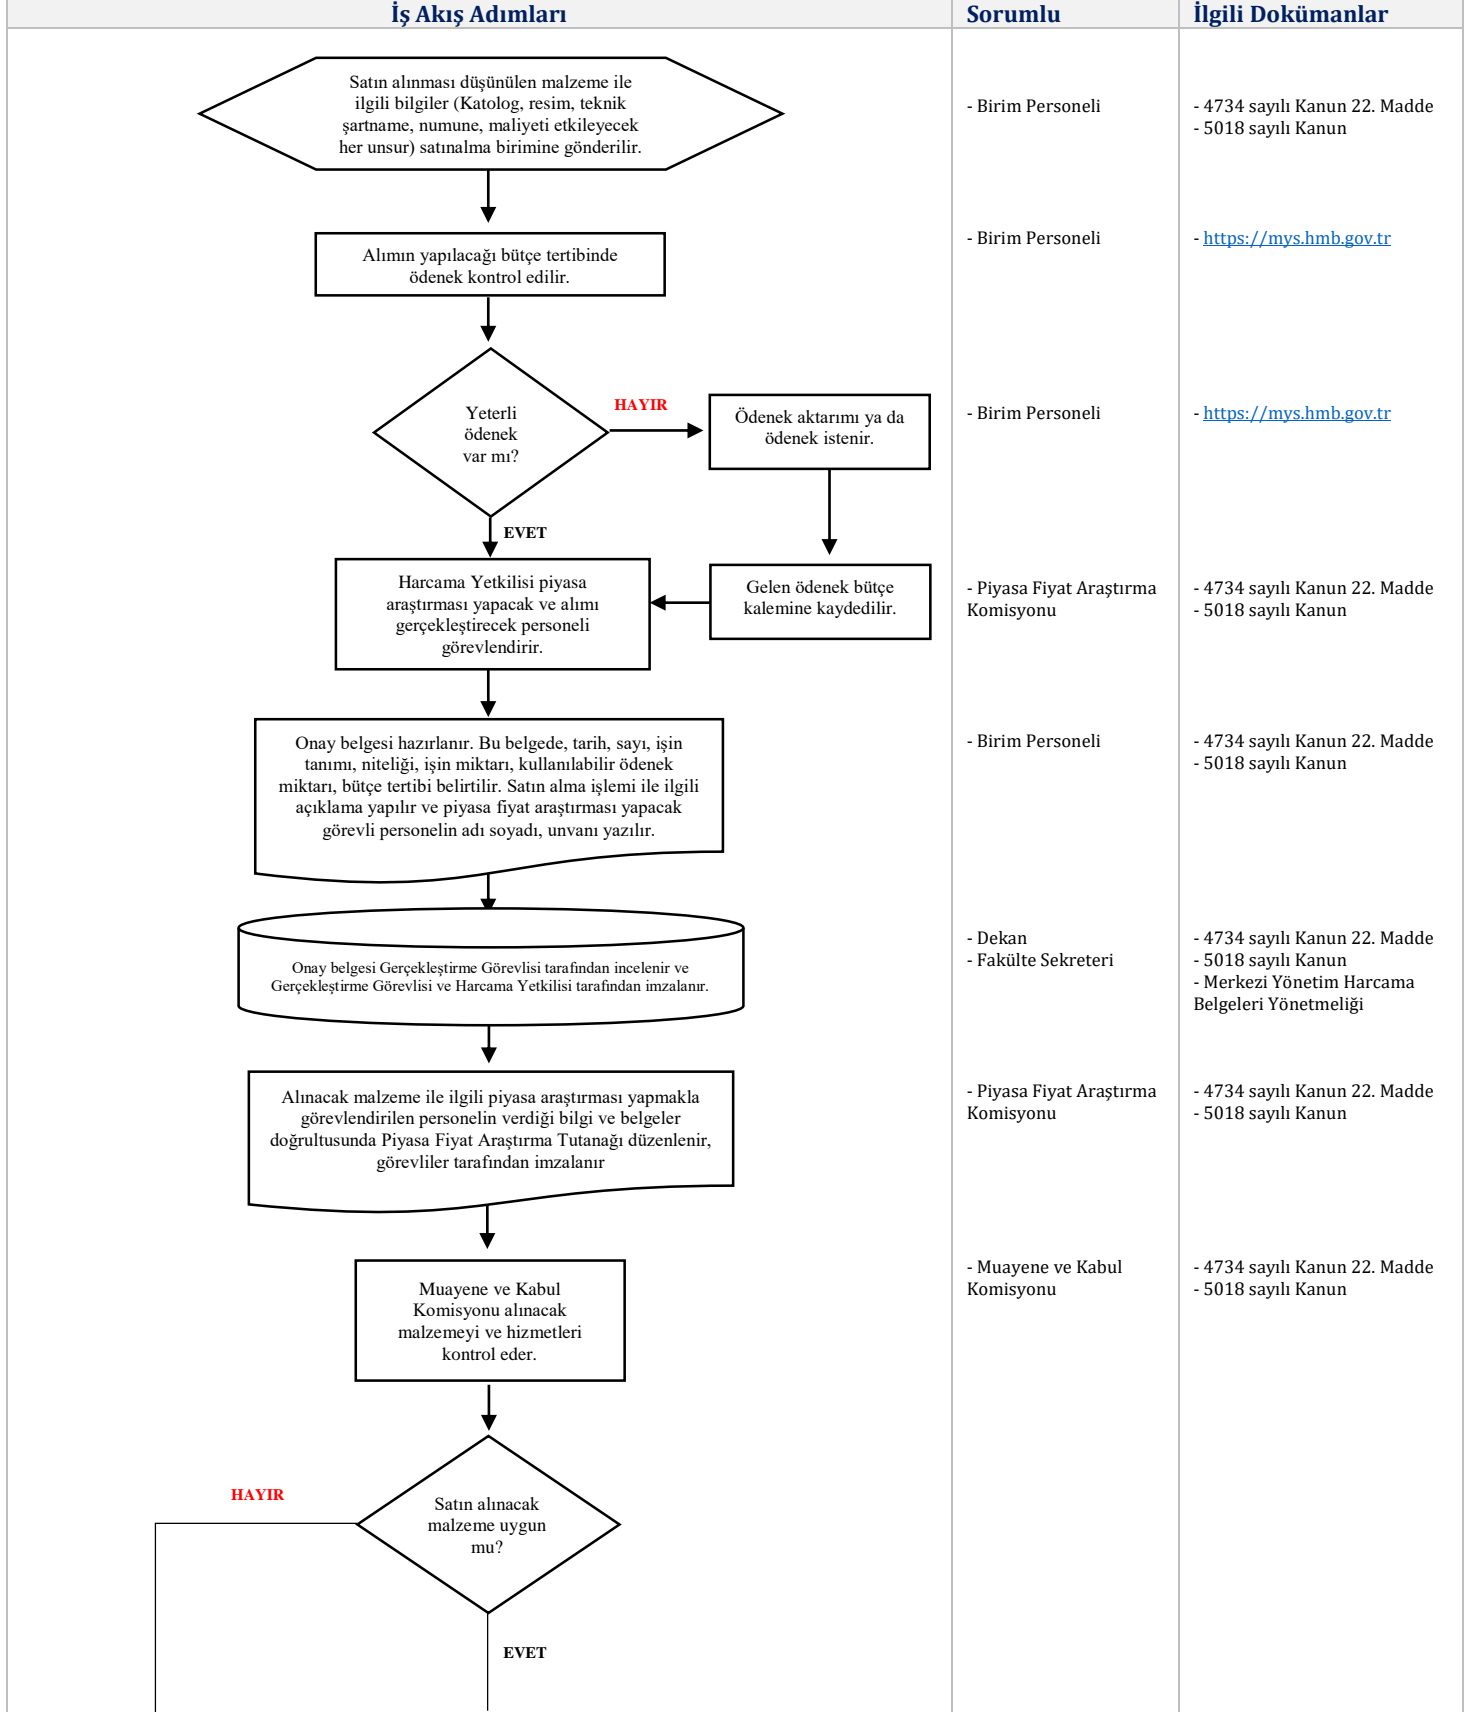 İş Akış Adımları
Sorumlu
İlgili Dokümanlar
Satın alınması düşünülen malzeme ile
ilgili bilgiler (Katolog, resim, teknik
şartname, numune, maliyeti etkileyecek
her unsur) satınalma birimine gönderilir.
- Birim Personeli
- 4734 sayılı Kanun 22. Madde
- 5018 sayılı Kanun
Alımın yapılacağı bütçe tertibinde
ödenek kontrol edilir.
- Birim Personeli
- https://mys.hmb.gov.tr
Yeterli
ödenek
var mı?
HAYIR
Ödenek aktarımı ya da
ödenek istenir.
- Birim Personeli
- https://mys.hmb.gov.tr
EVET
Harcama Yetkilisi piyasa
araştırması yapacak ve alımı
gerçekleştirecek personeli
görevlendirir.
Gelen ödenek bütçe
kalemine kaydedilir.
- Piyasa Fiyat Araştırma
Komisyonu
- 4734 sayılı Kanun 22. Madde
- 5018 sayılı Kanun
Onay belgesi hazırlanır. Bu belgede, tarih, sayı, işin
tanımı, niteliği, işin miktarı, kullanılabilir ödenek
miktarı, bütçe tertibi belirtilir. Satın alma işlemi ile ilgili
açıklama yapılır ve piyasa fiyat araştırması yapacak
görevli personelin adı soyadı, unvanı yazılır.
- Birim Personeli
- 4734 sayılı Kanun 22. Madde
- 5018 sayılı Kanun
Onay belgesi Gerçekleştirme Görevlisi tarafından incelenir ve
Gerçekleştirme Görevlisi ve Harcama Yetkilisi tarafından imzalanır.
- Dekan
- Fakülte Sekreteri
- 4734 sayılı Kanun 22. Madde
- 5018 sayılı Kanun
- Merkezi Yönetim Harcama
Belgeleri Yönetmeliği
Alınacak malzeme ile ilgili piyasa araştırması yapmakla
görevlendirilen personelin verdiği bilgi ve belgeler
doğrultusunda Piyasa Fiyat Araştırma Tutanağı düzenlenir,
görevliler tarafından imzalanır
- Piyasa Fiyat Araştırma
Komisyonu
- 4734 sayılı Kanun 22. Madde
- 5018 sayılı Kanun
Muayene ve Kabul
Komisyonu alınacak
malzemeyi ve hizmetleri
kontrol eder.
- Muayene ve Kabul
Komisyonu
- 4734 sayılı Kanun 22. Madde
- 5018 sayılı Kanun
HAYIR
Satın alınacak
malzeme uygun
mu?
EVET